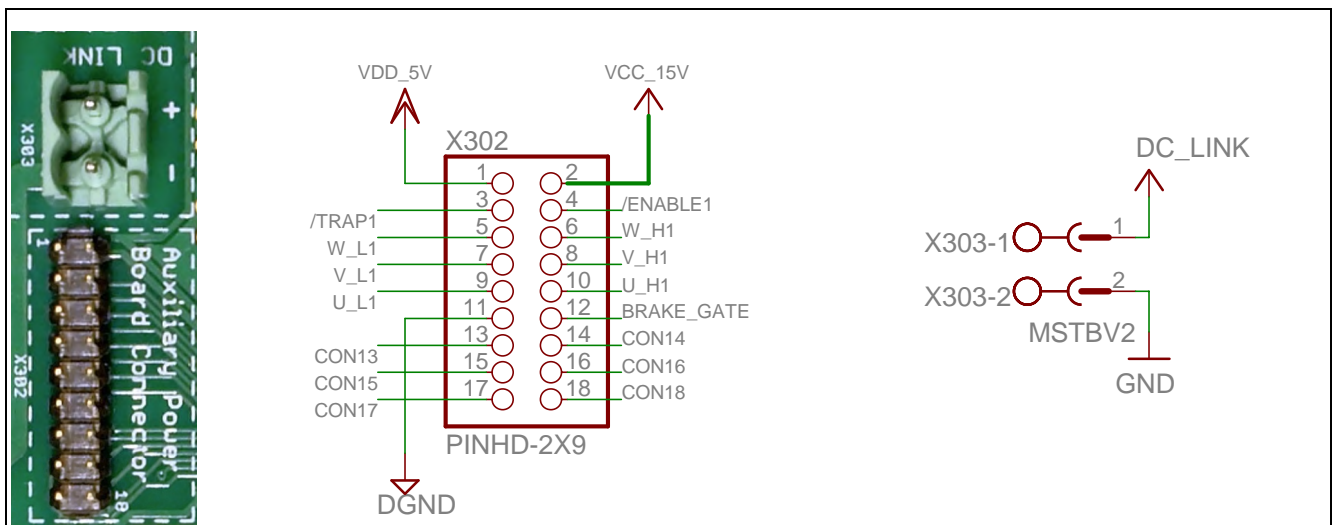 DC LINK
+
-
X303
1
Auxiliary Power
Board Connector
X302
18
VDD_5V
VCC_15V
X302
1 2
3 4
/TRAP1 /ENABLE1
5 6
W_L1 W_H1
7 8
V_L1 V_H1
9 10
U_L1 U_H1
11 12
BRAKE_GATE
13 14
CON13 CON14
15 16
CON15 CON16
17 18
CON17 CON18
PINHD-2X9
DGND
DC_LINK
X303-1 1
X303-2 2
MSTBV2
GND